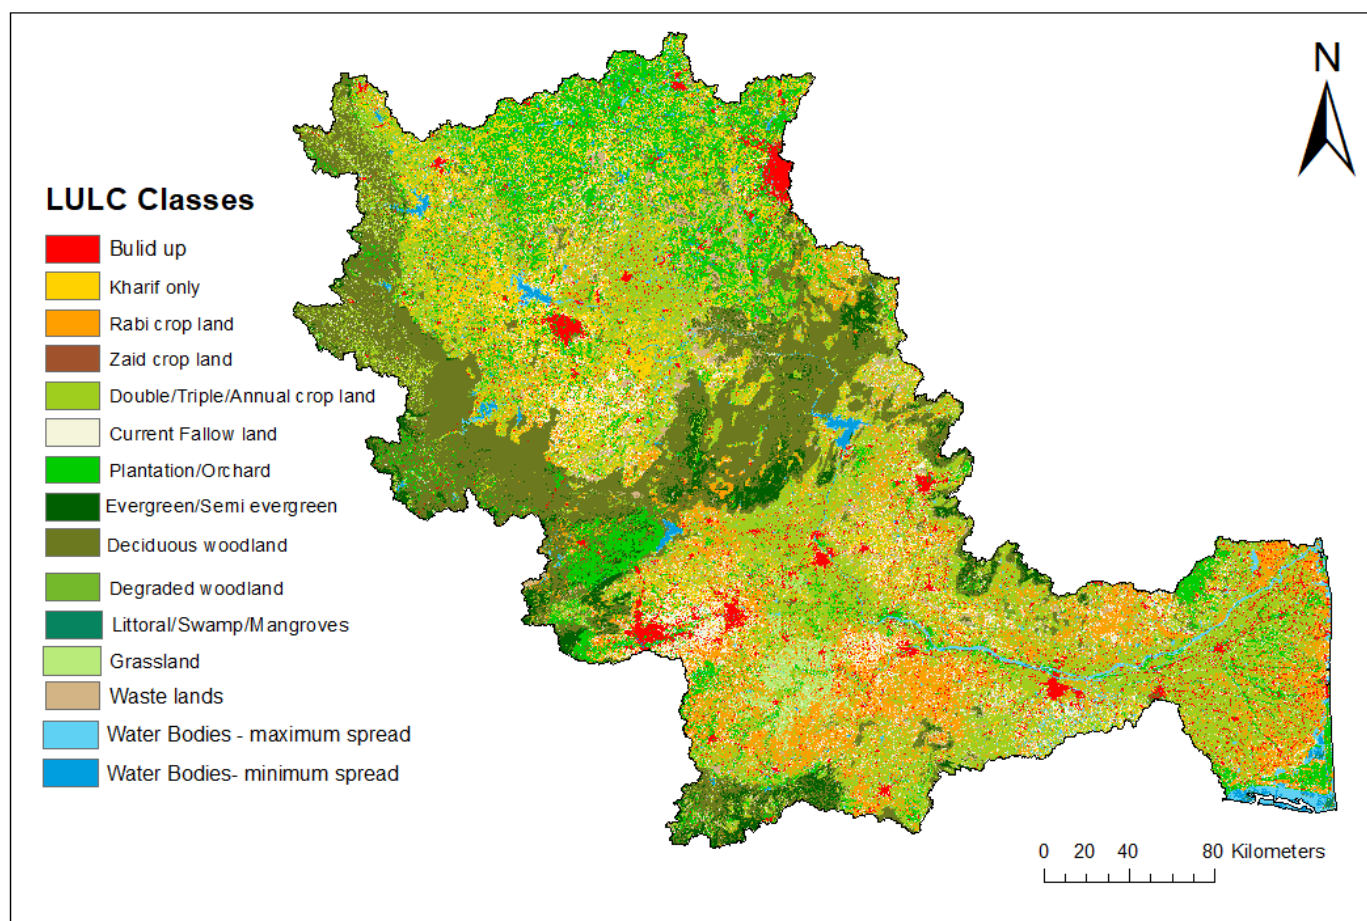 N
LULC Classes
Bulid up
Kharif only
Rabi crop land
Zaid crop land
Double/Triple/Annual crop land
Current Fallow land
Plantation/Orchard
Evergreen/Semi evergreen
Deciduous woodland
Degraded woodland
Littoral/Swamp/Mangroves
Grassland
Waste lands
Water Bodies - maximum spread
Water Bodies- minimum spread
0 20 40 80 Kilometers